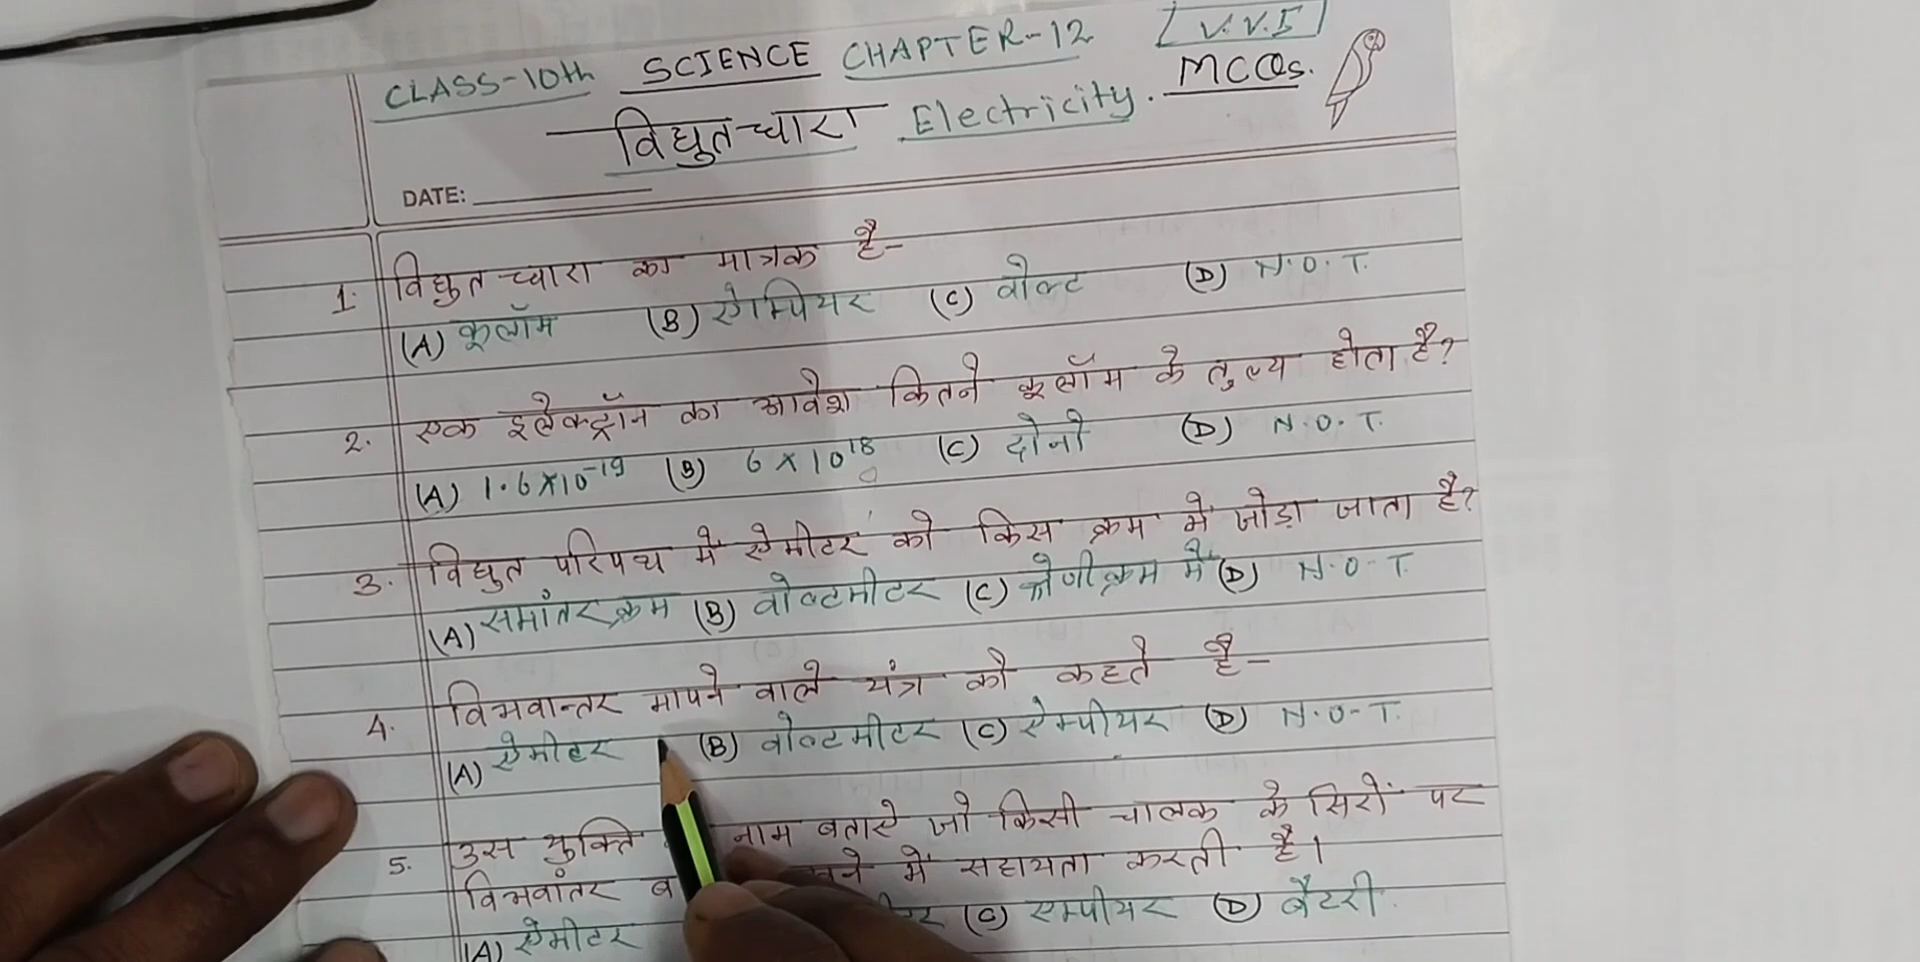 V.V.I
CLASS-10th SCIENCE CHAPTER-12
विद्युत-धारा Electricity. MCQs.
DATE:
1. विद्युत-धारा का मात्रक है-
(A) कूलॉम (B) ऐम्पियर (C) वोल्ट (D) N.O.T.
2. एक इलेक्ट्रॉन का आवेश कितने कूलॉम के तुल्य होता है?
(A) 1.6×10⁻¹⁹ (B) 6×10¹⁸ (C) दोनो (D) N.O.T.
3. विद्युत परिपथ में ऐमीटर को किस क्रम में जोड़ा जाता है?
(A) समांतर क्रम (B) वोल्टमीटर (C) श्रेणीक्रम में (D) N.O.T.
4. विभवान्तर मापने वाले यंत्र को कहते है-
(A) ऐमीटर (B) वोल्टमीटर (C) ऐम्पीयर (D) N.O.T.
5. उस युक्ति नाम बताऐ जो किसी चालक के सिरों पर
विभवांतर में सहायता करती है।
(A) ऐमीटर (C) एम्पीयर (D) बैटरी.